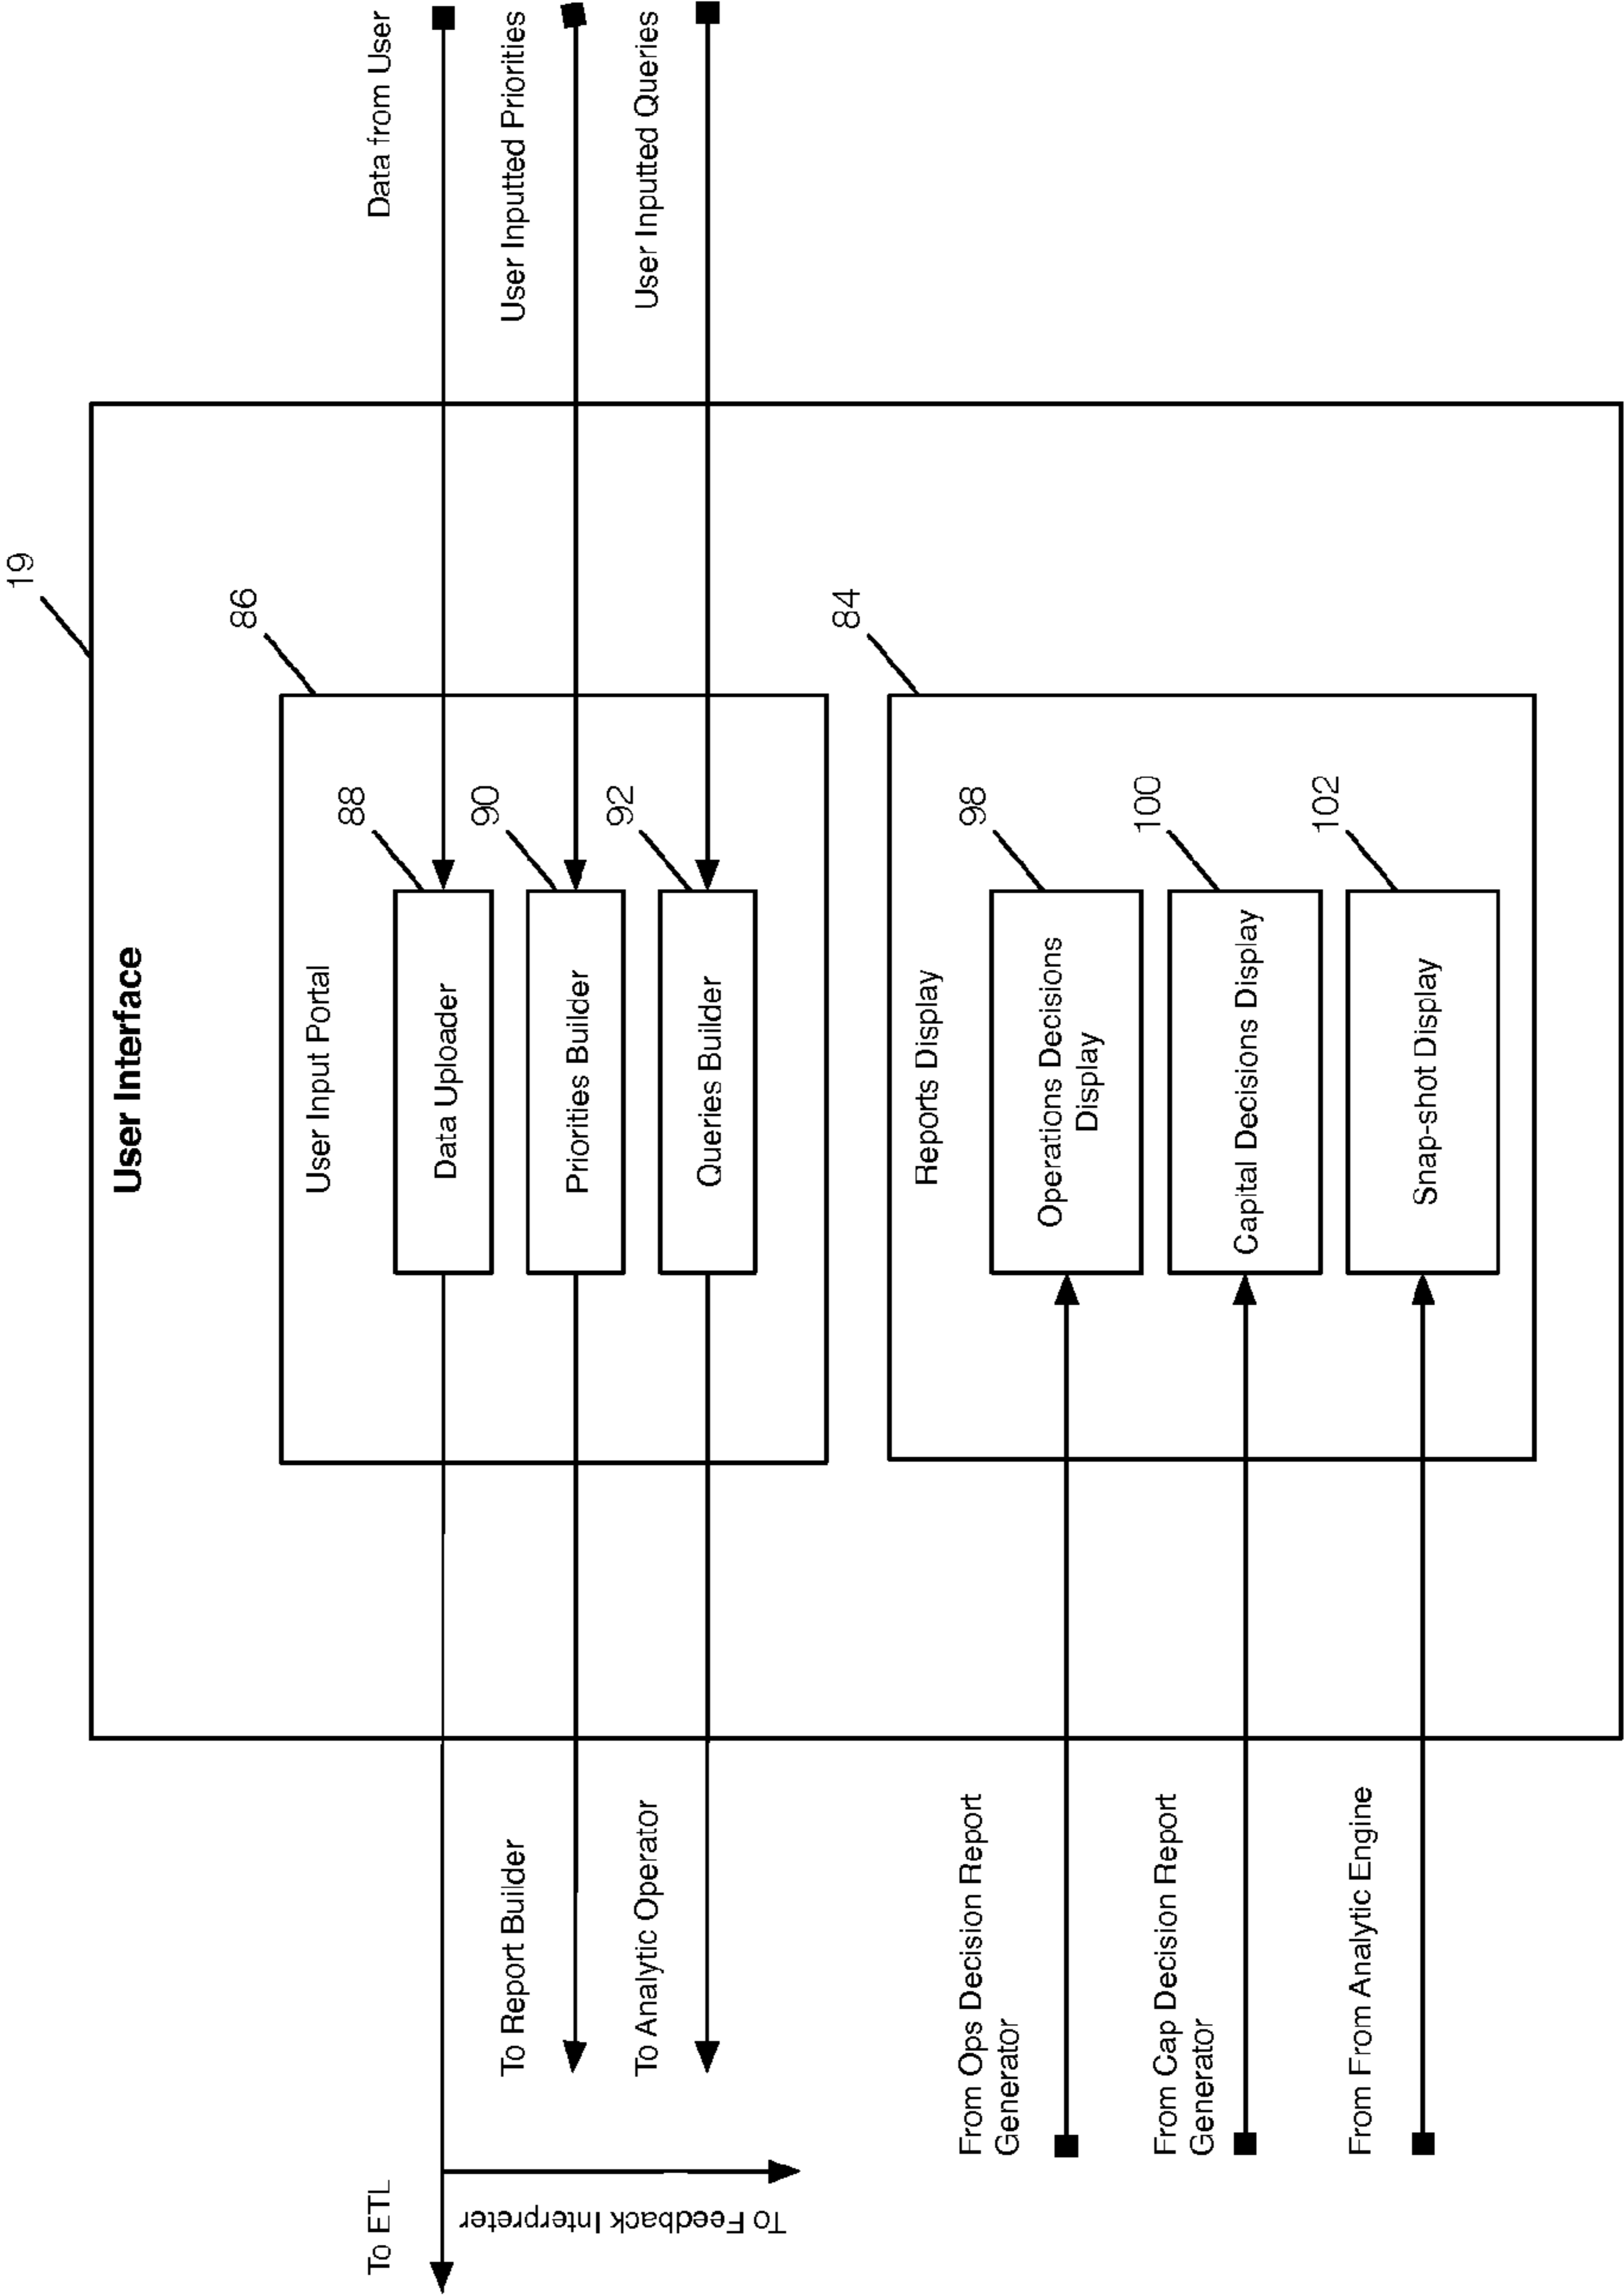 19
User Interface
86
User Input Portal
Data from User
88
Data Uploader
To ETL
User Inputted Priorities
90
Priorities Builder
To Report Builder
User Inputted Queries
92
Queries Builder
To Analytic Operator
To Feedback Interpreter
84
Reports Display
98
Operations Decisions
Display
From Ops Decision Report
Generator
100
Capital Decisions Display
From Cap Decision Report
Generator
102
Snap-shot Display
From From Analytic Engine